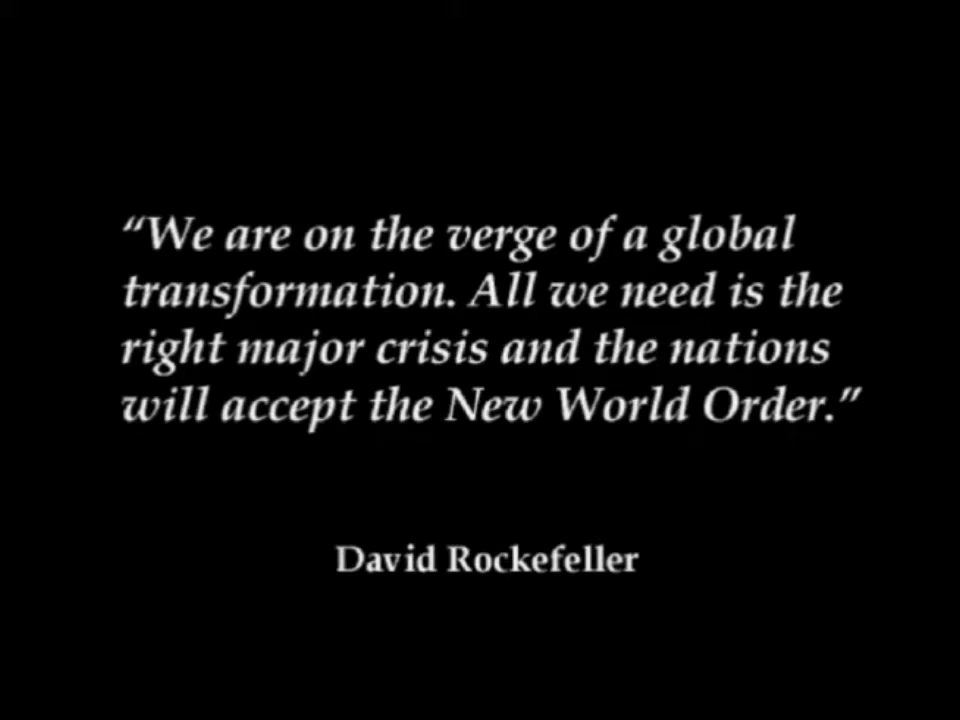 “We are on the verge of a global
transformation. All we need is the
right major crisis and the nations
will accept the New World Order.”
David Rockefeller